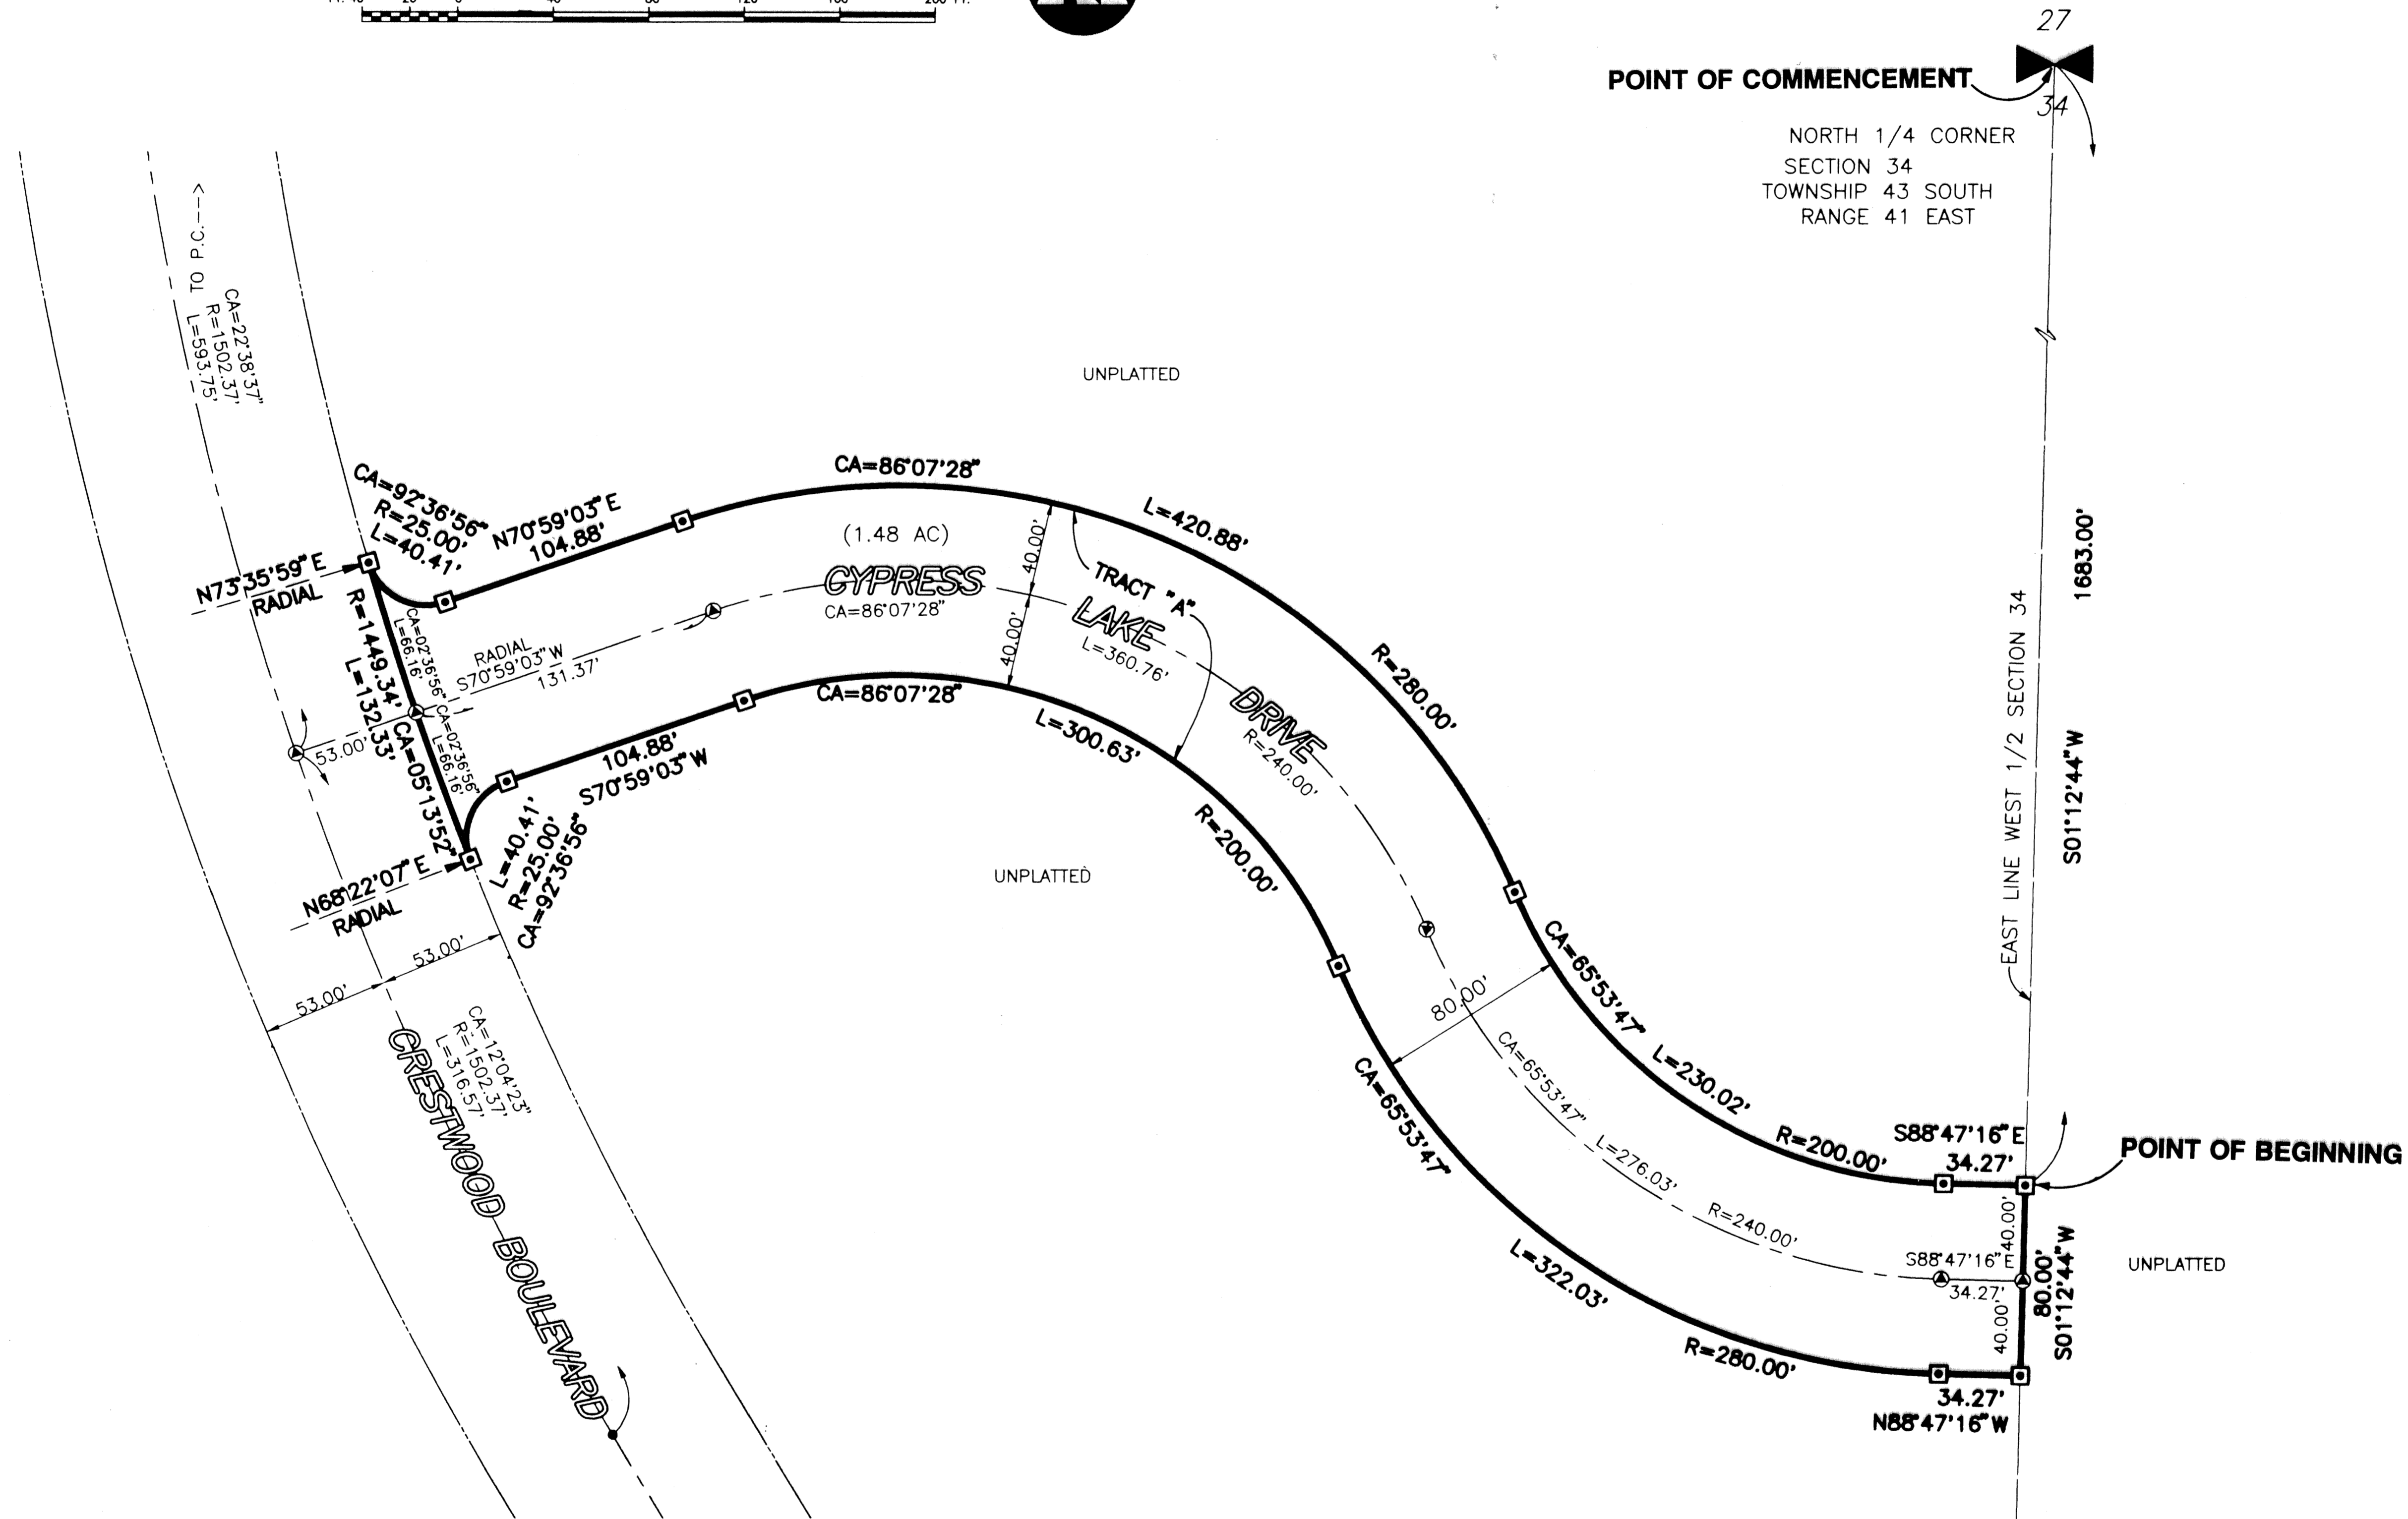 27
POINT OF COMMENCEMENT
34
NORTH 1/4 CORNER
SECTION 34
TOWNSHIP 43 SOUTH
RANGE 41 EAST
TO P.C.--->
CA=22°38'37"
R=1502.37'
L=593.75'
UNPLATTED
CA=92°36'56"
R=25.00'
L=40.41'
N70°59'03"E
104.88'
CA=86°07'28"
L=420.88'
R=280.00'
(1.48 AC)
40.00'
40.00'
TRACT "A"
CYPRESS
LAKE
DRIVE
CA=86°07'28"
L=360.76'
R=240.00'
N73°35'59"E
RADIAL
R=1449.34'
L=132.33'
CA=05°13'52"
CA=02°36'56"
L=66.16'
CA=02°36'56"
L=66.16'
RADIAL
S70°59'03"W
131.37'
53.00'
CA=86°07'28"
L=300.63'
R=200.00'
104.88'
S70°59'03"W
L=40.41'
R=25.00'
CA=92°36'56"
N68°22'07"E
RADIAL
53.00'
53.00'
UNPLATTED
CA=12°04'23"
R=1502.37'
L=316.57'
CRESTWOOD BOULEVARD
80.00'
CA=65°53'47"
L=230.02'
R=200.00'
CA=65°53'47"
L=276.03'
R=240.00'
CA=65°53'47"
L=322.03'
R=280.00'
EAST LINE WEST 1/2 SECTION 34
1683.00'
S01°12'44"W
S88°47'16"E
34.27'
POINT OF BEGINNING
40.00'
S88°47'16"E
34.27'
40.00'
80.00'
S01°12'44"W
UNPLATTED
34.27'
N88°47'16"W